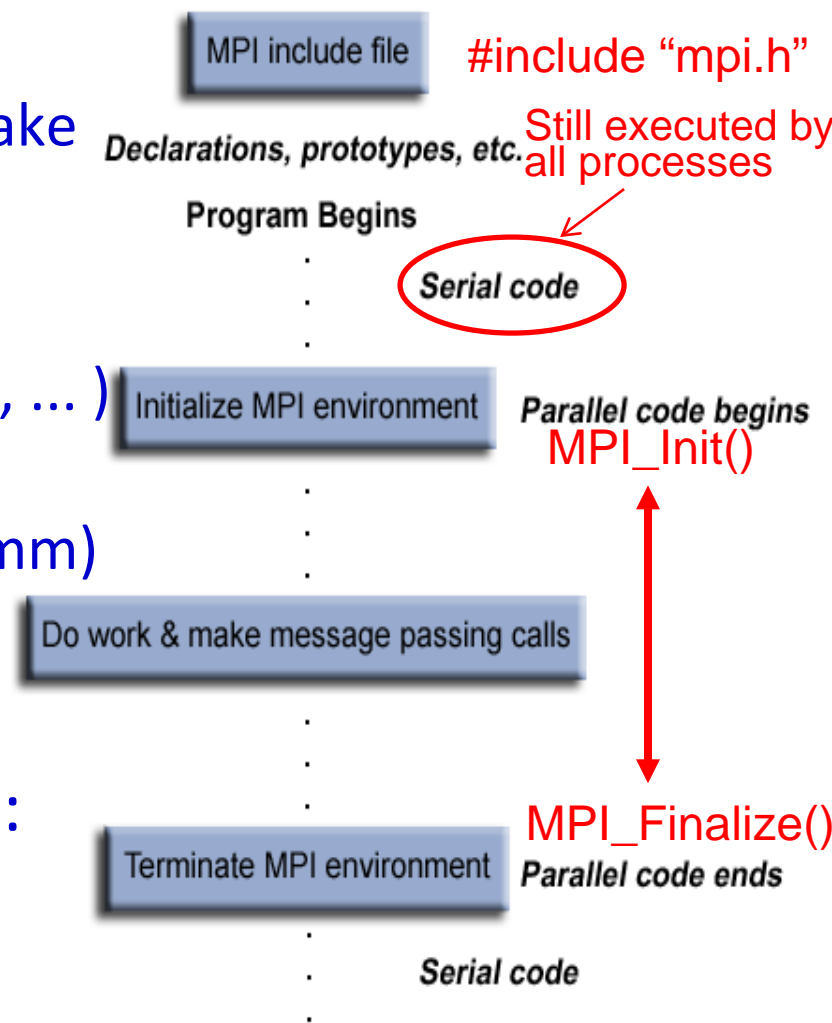 MPI include file
#include “mpi.h”
ake
Declarations, prototypes, etc.
Still executed by
all processes
Program Begins
Serial code
, ... )
Initialize MPI environment
Parallel code begins
MPI_Init()
mm)
Do work & make message passing calls
:
MPI_Finalize()
Terminate MPI environment
Parallel code ends
Serial code